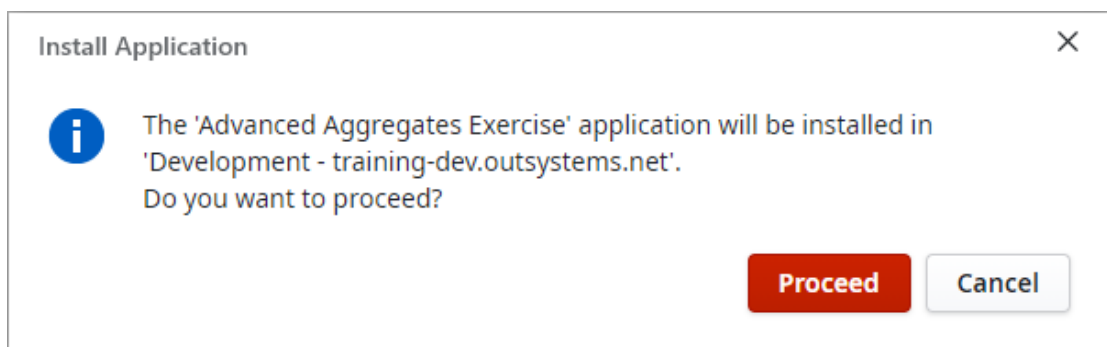 Install Application
The 'Advanced Aggregates Exercise' application will be installed in
'Development - training-dev.outsystems.net'.
Do you want to proceed?
Proceed
Cancel